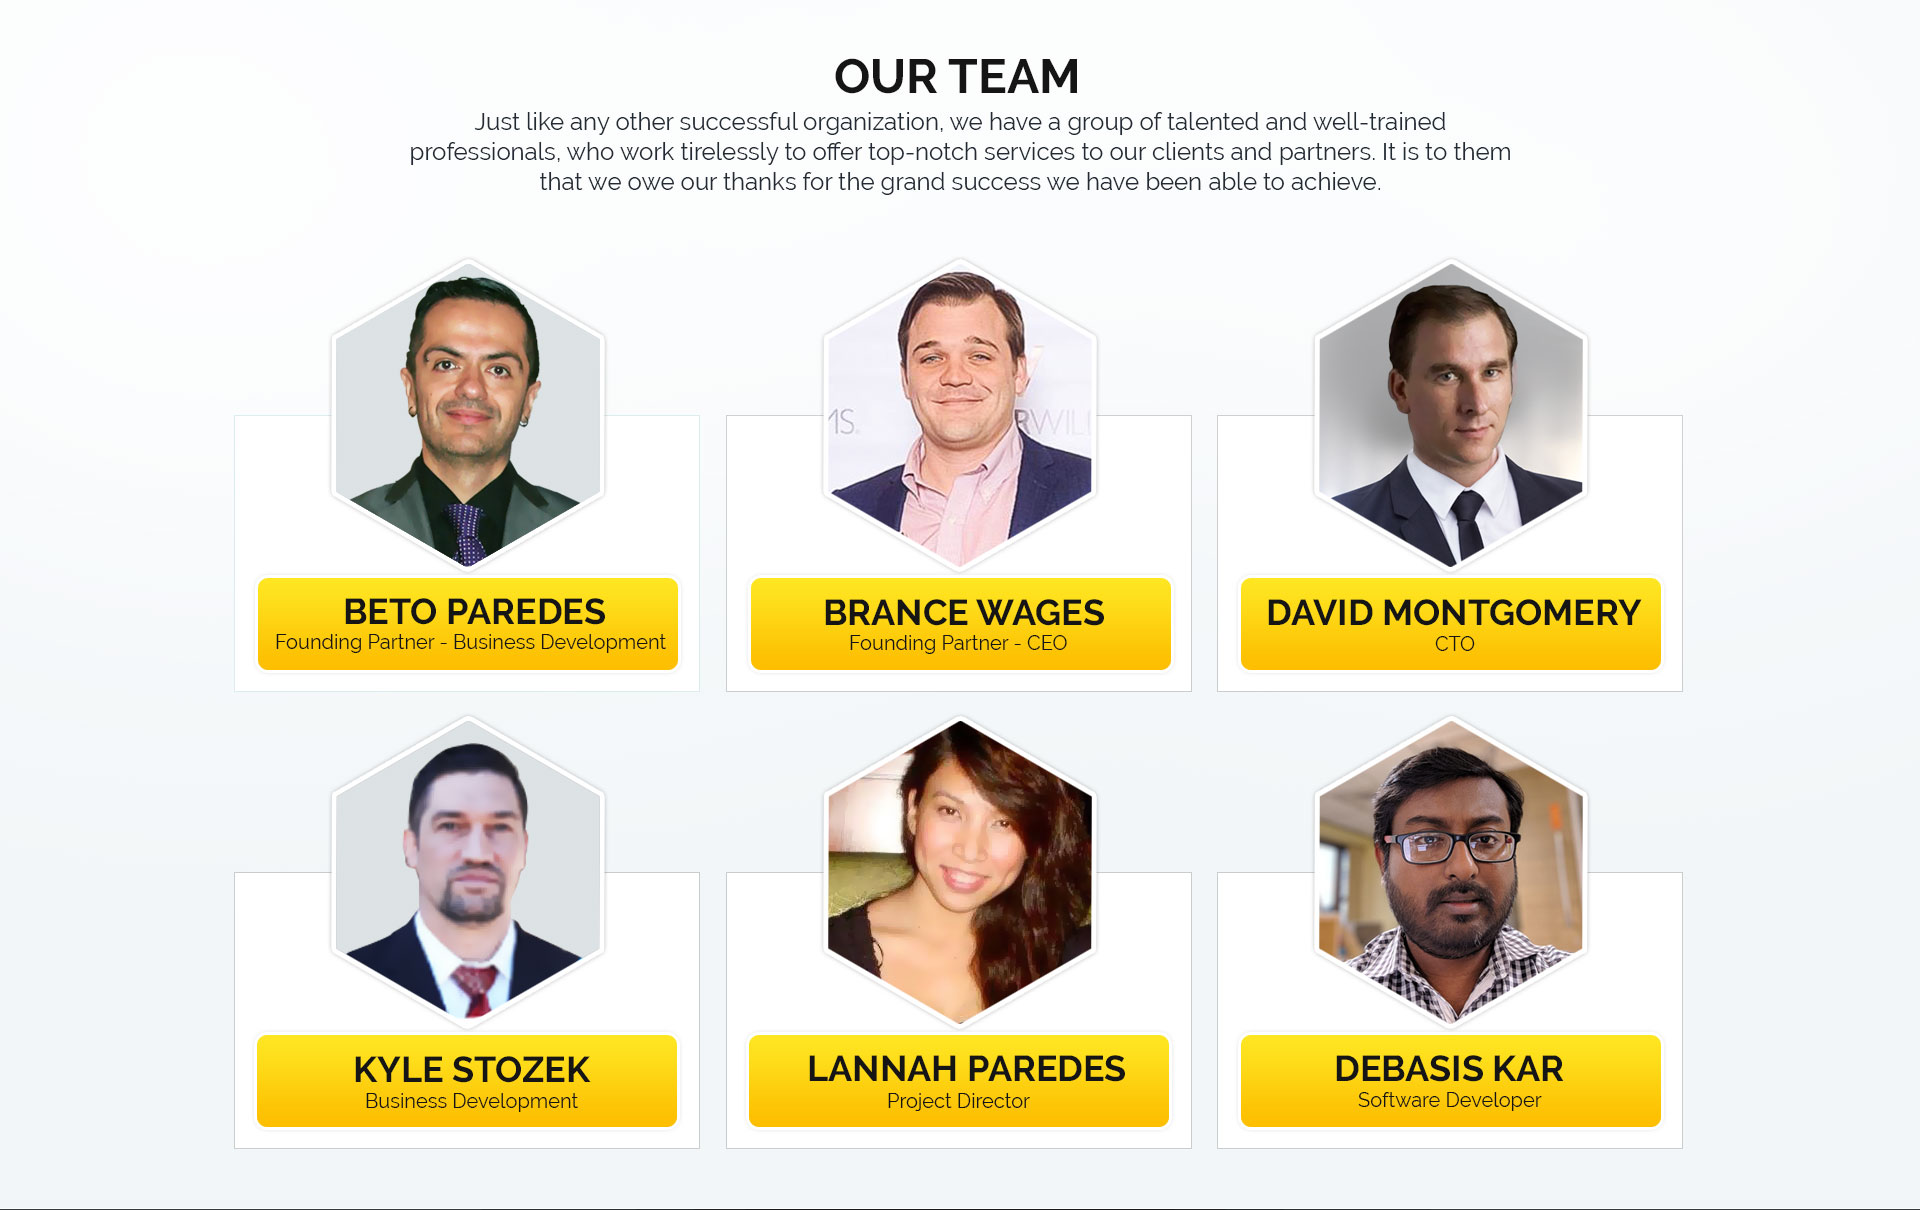 OUR TEAM
Just like any other successful organization, we have a group of talented and well-trained
professionals, who work tirelessly to offer top-notch services to our clients and partners. It is to them
that we owe our thanks for the grand success we have been able to achieve.
BETO PAREDES
Founding Partner - Business Development
BRANCE WAGES
Founding Partner - CEO
DAVID MONTGOMERY
CTO
KYLE STOZEK
Business Development
LANNAH PAREDES
Project Director
DEBASIS KAR
Software Developer